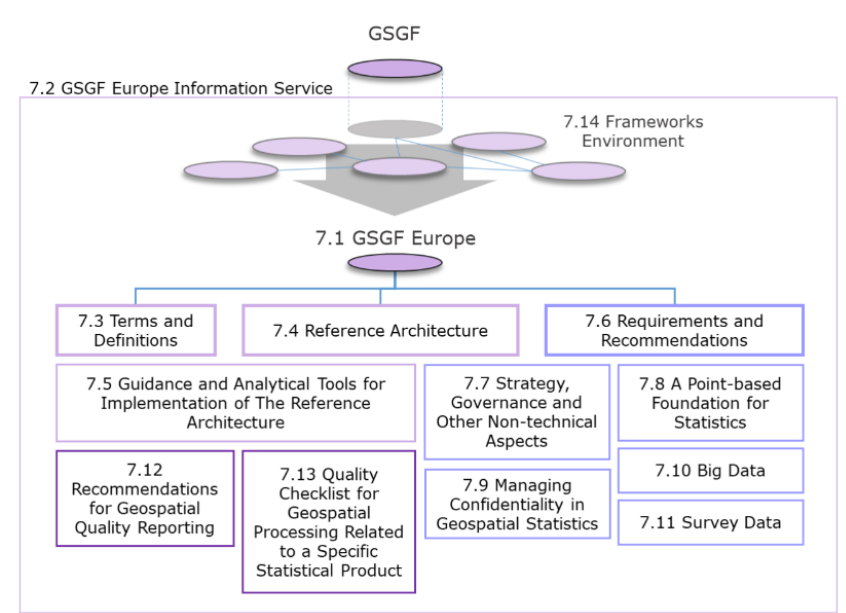 GSGF
7.2 GSGF Europe Information Service
7.14 Frameworks
Environment
7.1 GSGF Europe
7.3 Terms and
Definitions
7.4 Reference Architecture
7.6 Requirements and
Recommendations
7.5 Guidance and Analytical Tools for
Implementation of The Reference
Architecture
7.7 Strategy,
Governance and
Other Non-technical
Aspects
7.8 A Point-based
Foundation for
Statistics
7.12
Recommendations
for Geospatial
Quality Reporting
7.13 Quality
Checklist for
Geospatial
Processing Related
to a Specific
Statistical Product
7.9 Managing
Confidentiality in
Geospatial Statistics
7.10 Big Data
7.11 Survey Data